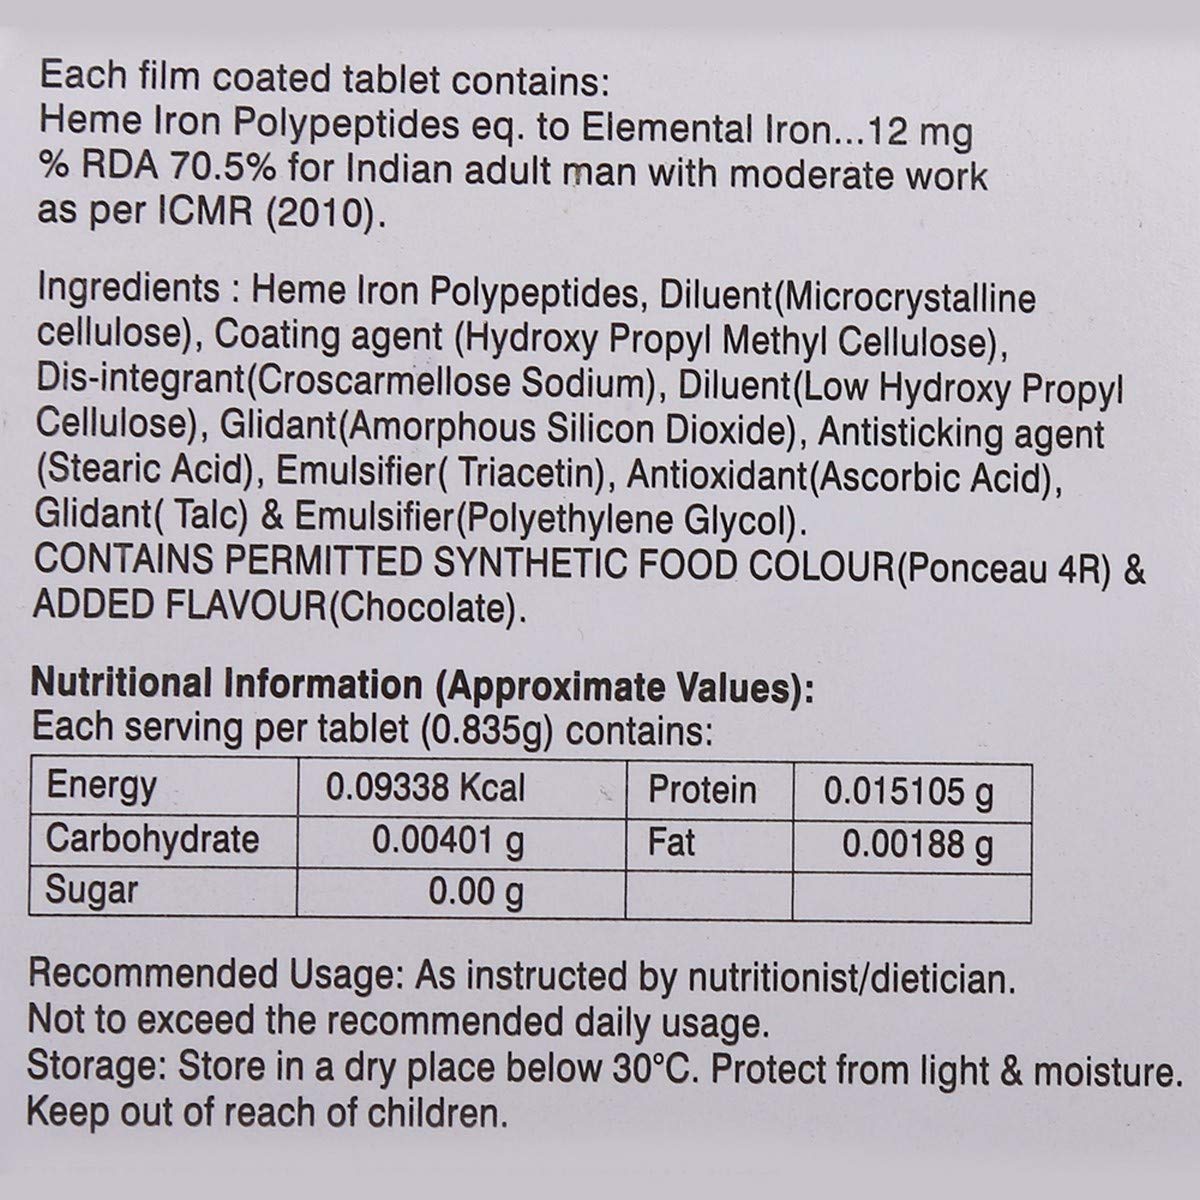 Each film coated tablet contains:
Heme Iron Polypeptides eq. to Elemental Iron...12 mg
% RDA 70.5% for Indian adult man with moderate work
as per ICMR (2010).
Ingredients : Heme Iron Polypeptides, Diluent(Microcrystalline
cellulose), Coating agent (Hydroxy Propyl Methyl Cellulose),
Dis-integrant(Croscarmellose Sodium), Diluent(Low Hydroxy Propyl
Cellulose), Glidant(Amorphous Silicon Dioxide), Antisticking agent
(Stearic Acid), Emulsifier( Triacetin), Antioxidant(Ascorbic Acid),
Glidant( Talc) & Emulsifier(Polyethylene Glycol).
CONTAINS PERMITTED SYNTHETIC FOOD COLOUR(Ponceau 4R) &
ADDED FLAVOUR(Chocolate).
Nutritional Information (Approximate Values):
Each serving per tablet (0.835g) contains:
Energy 0.09338 Kcal Protein 0.015105 g
Carbohydrate 0.00401 g Fat 0.00188 g
Sugar 0.00 g
Recommended Usage: As instructed by nutritionist/dietician.
Not to exceed the recommended daily usage.
Storage: Store in a dry place below 30°C. Protect from light & moisture.
Keep out of reach of children.